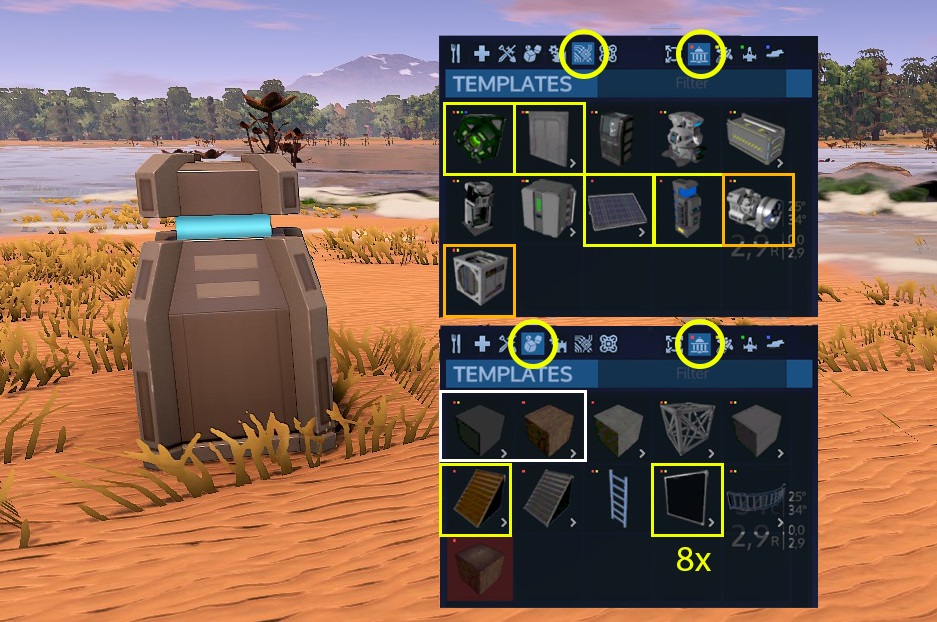 TEMPLATES
Filter
25°
34°
0,0
2,9 R 2,9
TEMPLATES
Filter
25°
34°
0,0
2,9 R 2,9
8x